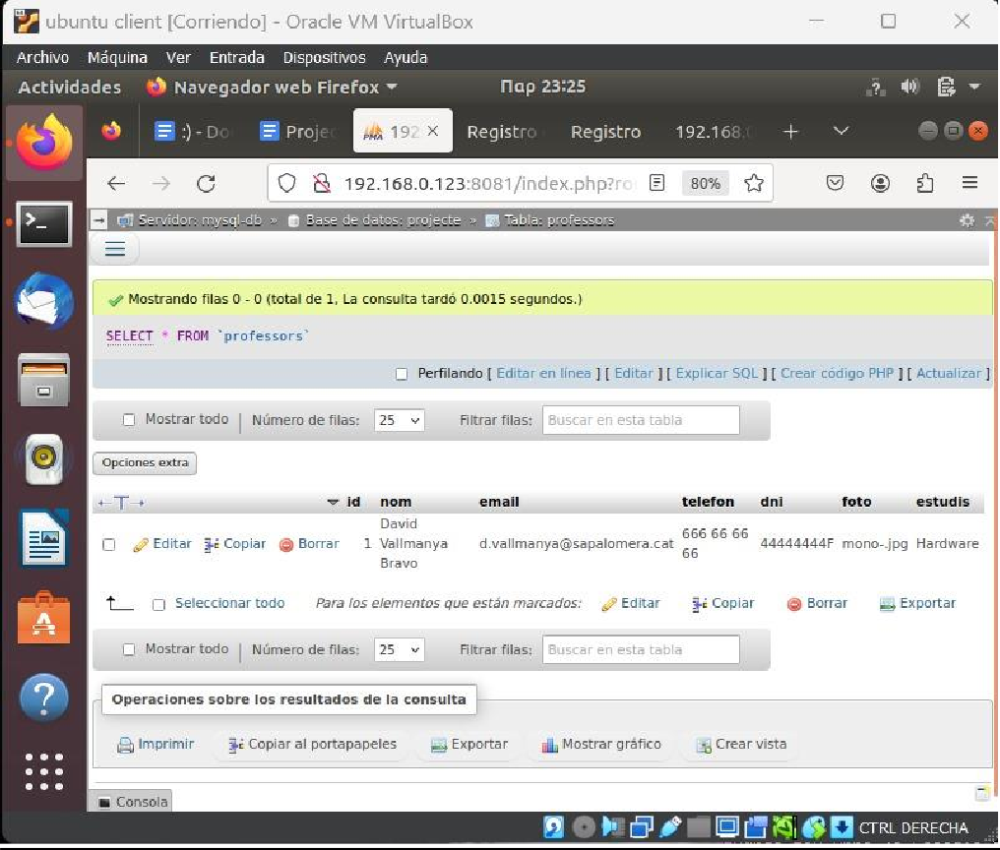 ubuntu client [Corriendo] - Oracle VM VirtualBox
Archivo Máquina Ver Entrada Dispositivos Ayuda
Actividades Navegador web Firefox Παρ 23:25
:) - Do Projec 192 Registro Registro 192.168.
192.168.0.123:8081/index.php?ro 80%
Servidor: mysql-db » Base de datos: projecte » Tabla: professors
Mostrando filas 0 - 0 (total de 1, La consulta tardó 0.0015 segundos.)
SELECT * FROM `professors`
Perfilando [ Editar en línea ] [ Editar ] [ Explicar SQL ] [ Crear código PHP ] [ Actualizar ]
Mostrar todo | Número de filas: 25 Filtrar filas: Buscar en esta tabla
Opciones extra
←T→ id nom email telefon dni foto estudis
Editar Copiar Borrar 1 David Vallmanya Bravo d.vallmanya@sapalomera.cat 666 66 66 66 44444444F mono-.jpg Hardware
Seleccionar todo Para los elementos que están marcados: Editar Copiar Borrar Exportar
Mostrar todo | Número de filas: 25 Filtrar filas: Buscar en esta tabla
Operaciones sobre los resultados de la consulta
Imprimir Copiar al portapapeles Exportar Mostrar gráfico Crear vista
Consola
CTRL DERECHA